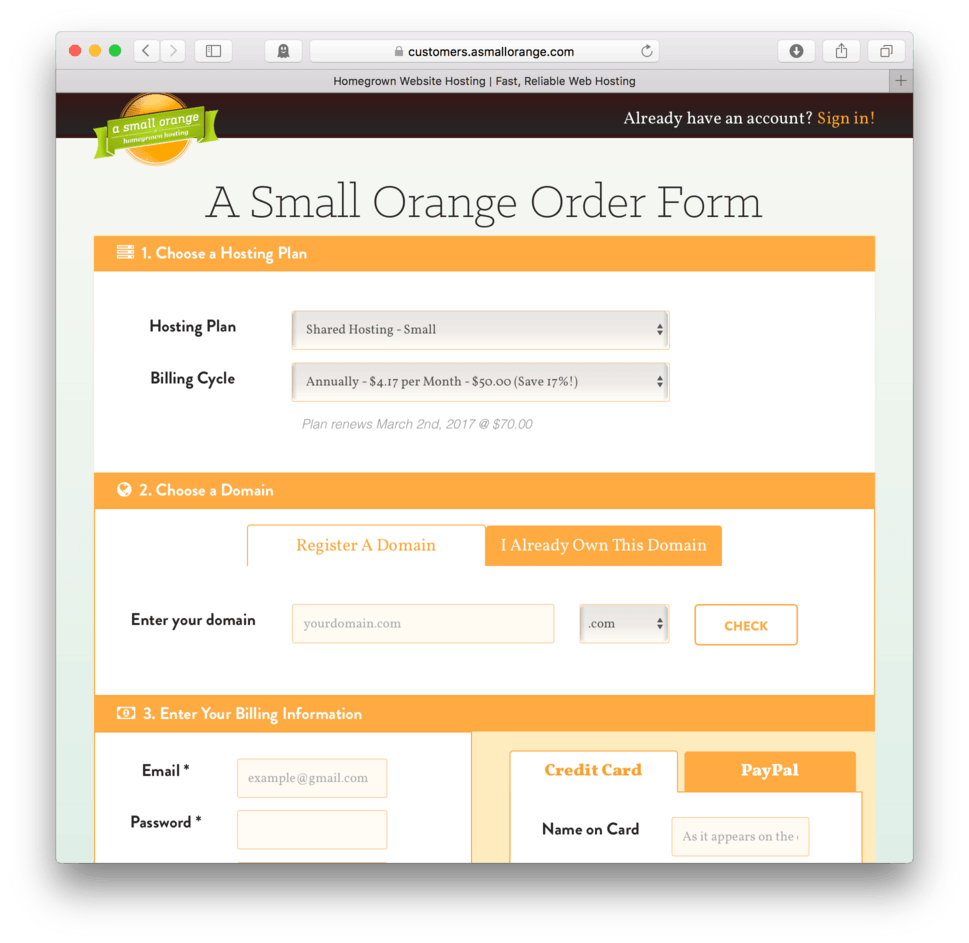 customers.asmallorange.com
Homegrown Website Hosting | Fast, Reliable Web Hosting
a small orange
homegrown hosting
Already have an account? Sign in!
A Small Orange Order Form
1. Choose a Hosting Plan
Hosting Plan
Shared Hosting - Small
Billing Cycle
Annually - $4.17 per Month - $50.00 (Save 17%!)
Plan renews March 2nd, 2017 @ $70.00
2. Choose a Domain
Register A Domain
I Already Own This Domain
Enter your domain
yourdomain.com
.com
CHECK
3. Enter Your Billing Information
Email *
example@gmail.com
Credit Card
PayPal
Password *
Name on Card
As it appears on the